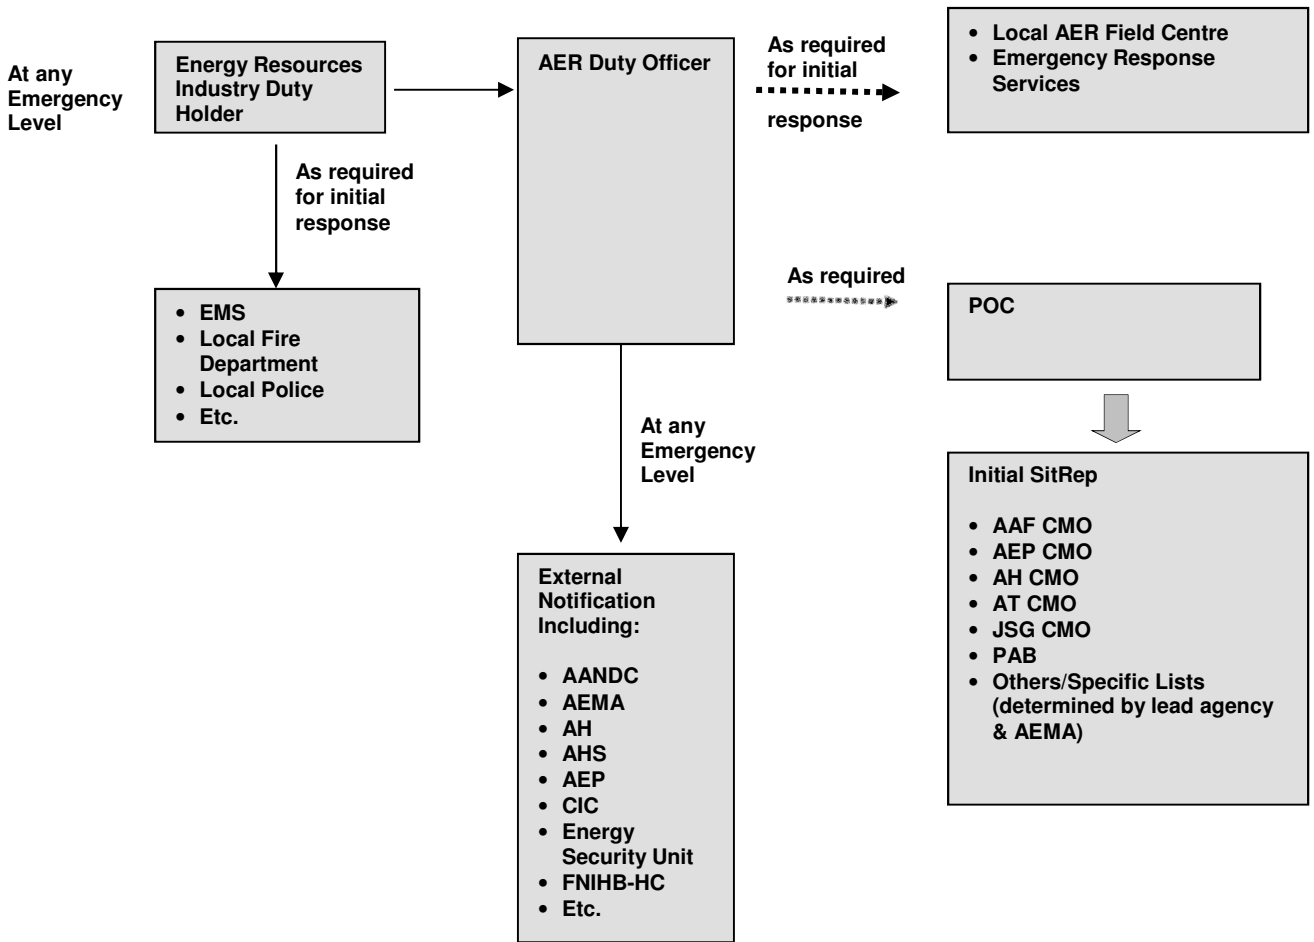 At any
Emergency
Level
Energy Resources
Industry Duty
Holder
As required
for initial
response
• EMS
• Local Fire
Department
• Local Police
• Etc.
AER Duty Officer
As required
for initial
response
• Local AER Field Centre
• Emergency Response
Services
As required
POC
At any
Emergency
Level
External
Notification
Including:
• AANDC
• AEMA
• AH
• AHS
• AEP
• CIC
• Energy
Security Unit
• FNIHB-HC
• Etc.
Initial SitRep
• AAF CMO
• AEP CMO
• AH CMO
• AT CMO
• JSG CMO
• PAB
• Others/Specific Lists
(determined by lead agency
& AEMA)